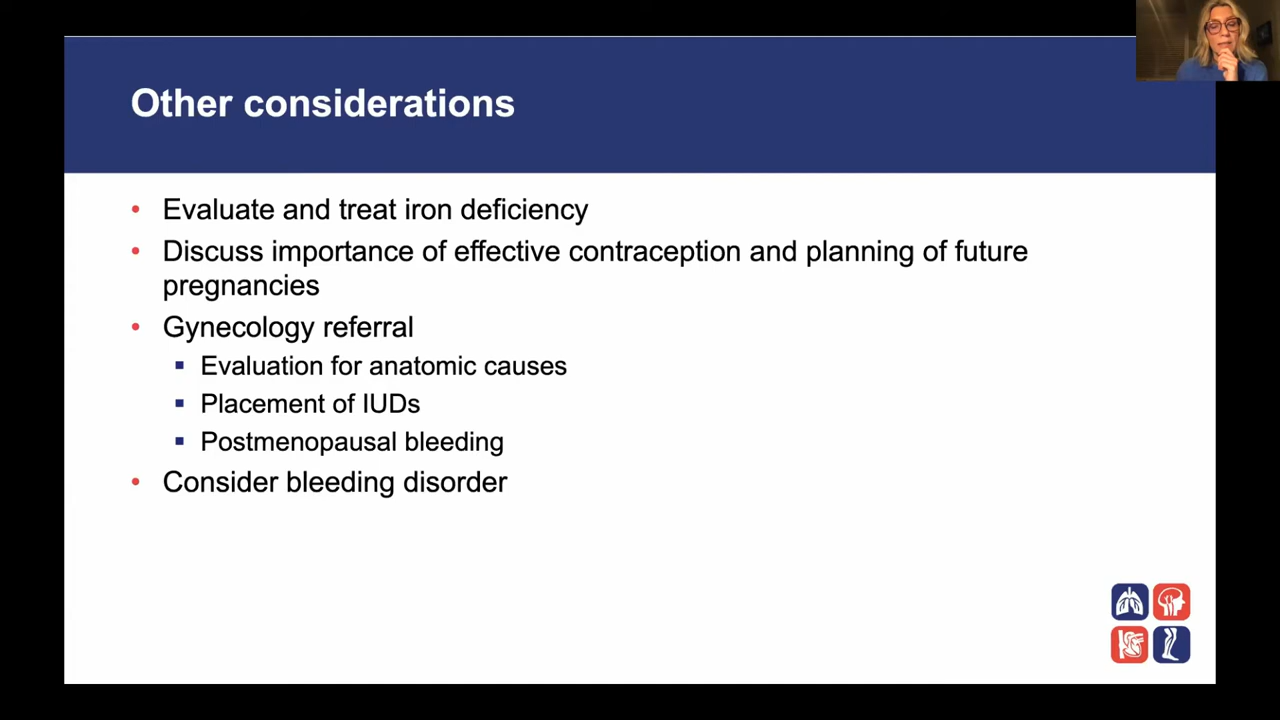 Other considerations
• Evaluate and treat iron deficiency
• Discuss importance of effective contraception and planning of future
pregnancies
• Gynecology referral
▪ Evaluation for anatomic causes
▪ Placement of IUDs
▪ Postmenopausal bleeding
• Consider bleeding disorder